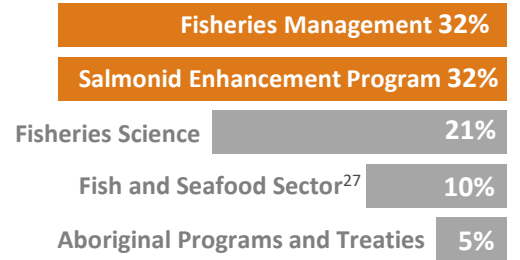 Fisheries Management 32%
Salmonid Enhancement Program 32%
Fisheries Science 21%
Fish and Seafood Sector27 10%
Aboriginal Programs and Treaties 5%